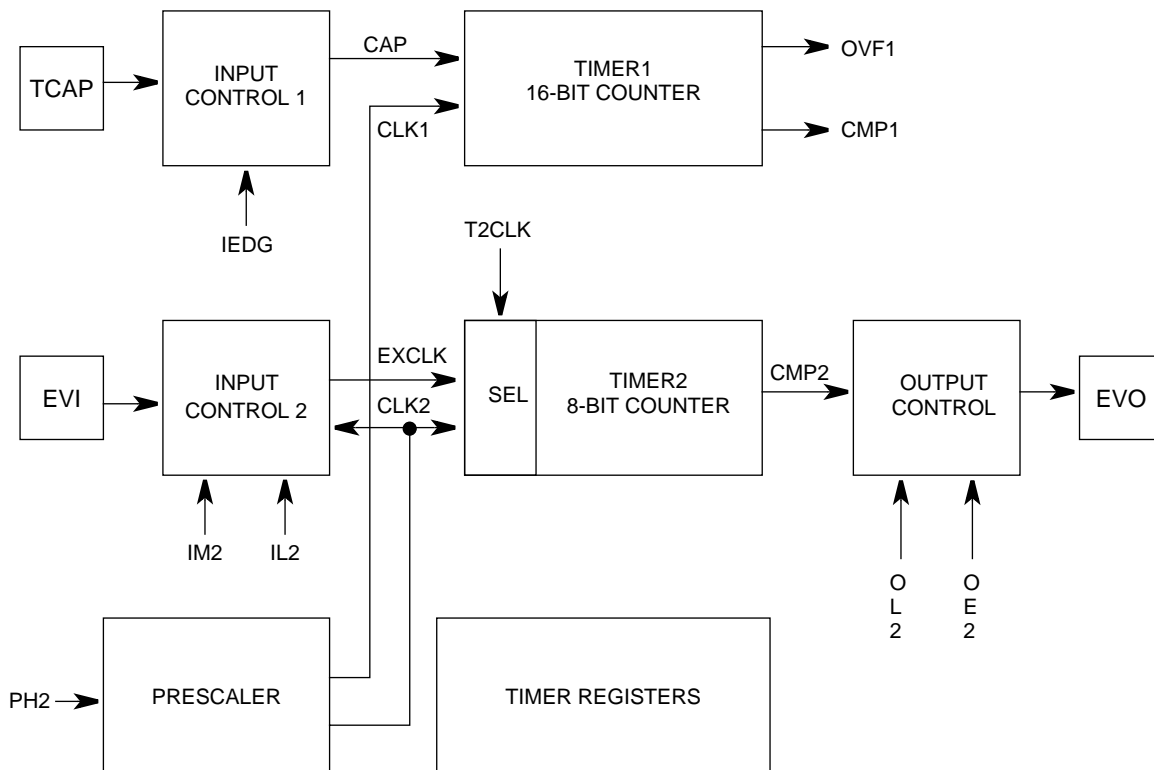 TCAP
INPUT
CONTROL 1
CAP
CLK1
TIMER1
16-BIT COUNTER
OVF1
CMP1
IEDG
T2CLK
EVI
INPUT
CONTROL 2
EXCLK
CLK2
SEL
TIMER2
8-BIT COUNTER
CMP2
OUTPUT
CONTROL
EVO
IM2
IL2
O
L
2
O
E
2
PH2
PRESCALER
TIMER REGISTERS